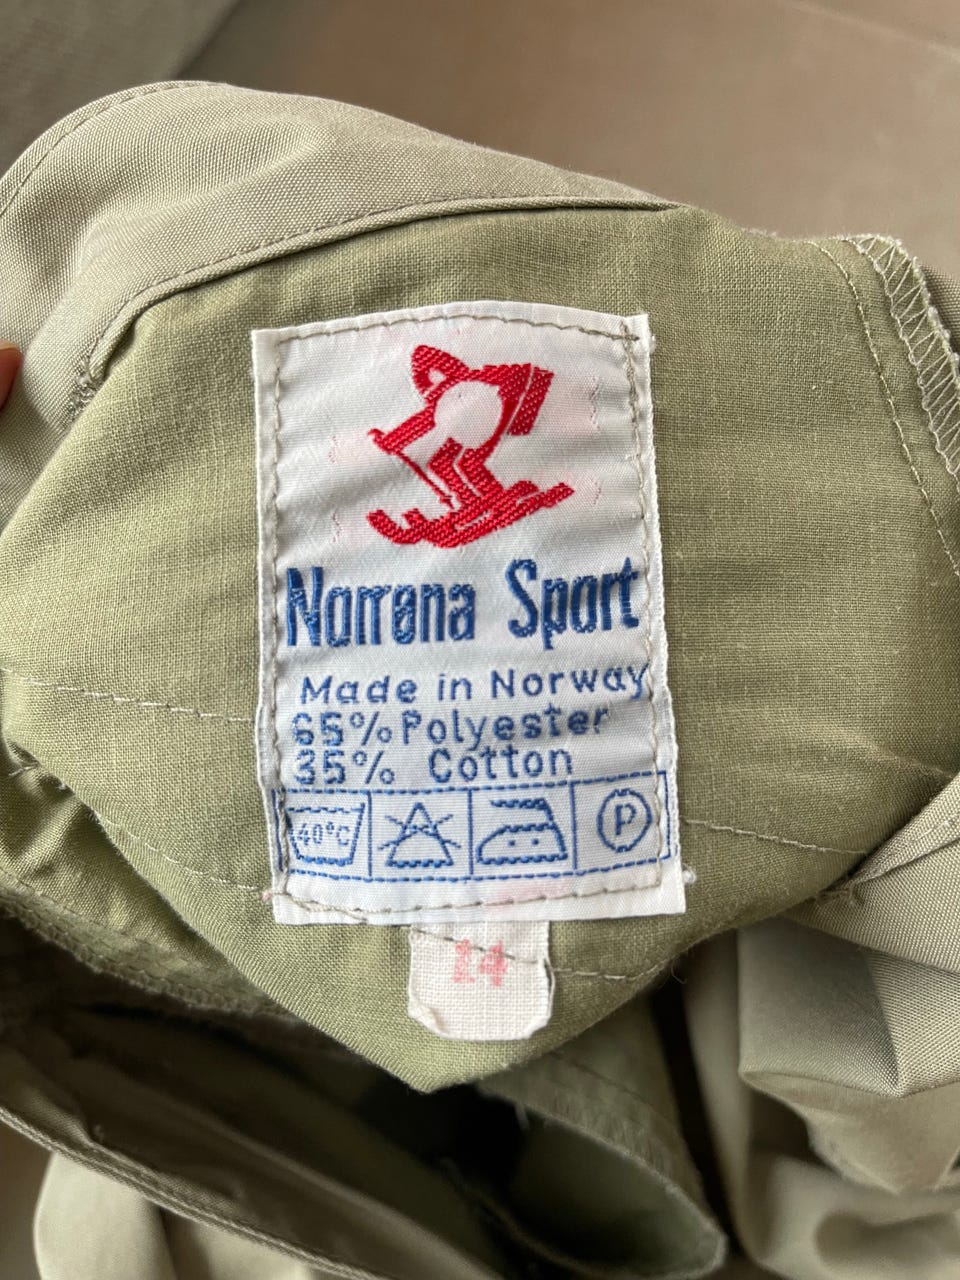 Norrøna Sport
Made in Norway
65% Polyester
35% Cotton
40°C
P
14